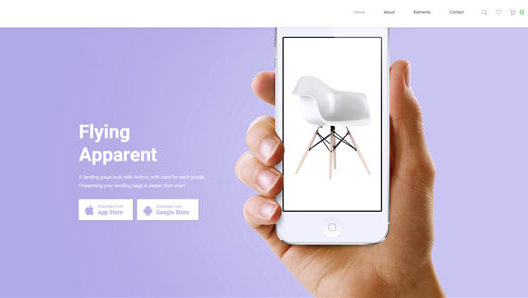 Home
About
Elements
Contact
Flying
Apparent
A landing page built with Animo, with care for each pixels.
Presenting your landing page is easier than ever!
Download From
App Store
Download From
Google Store